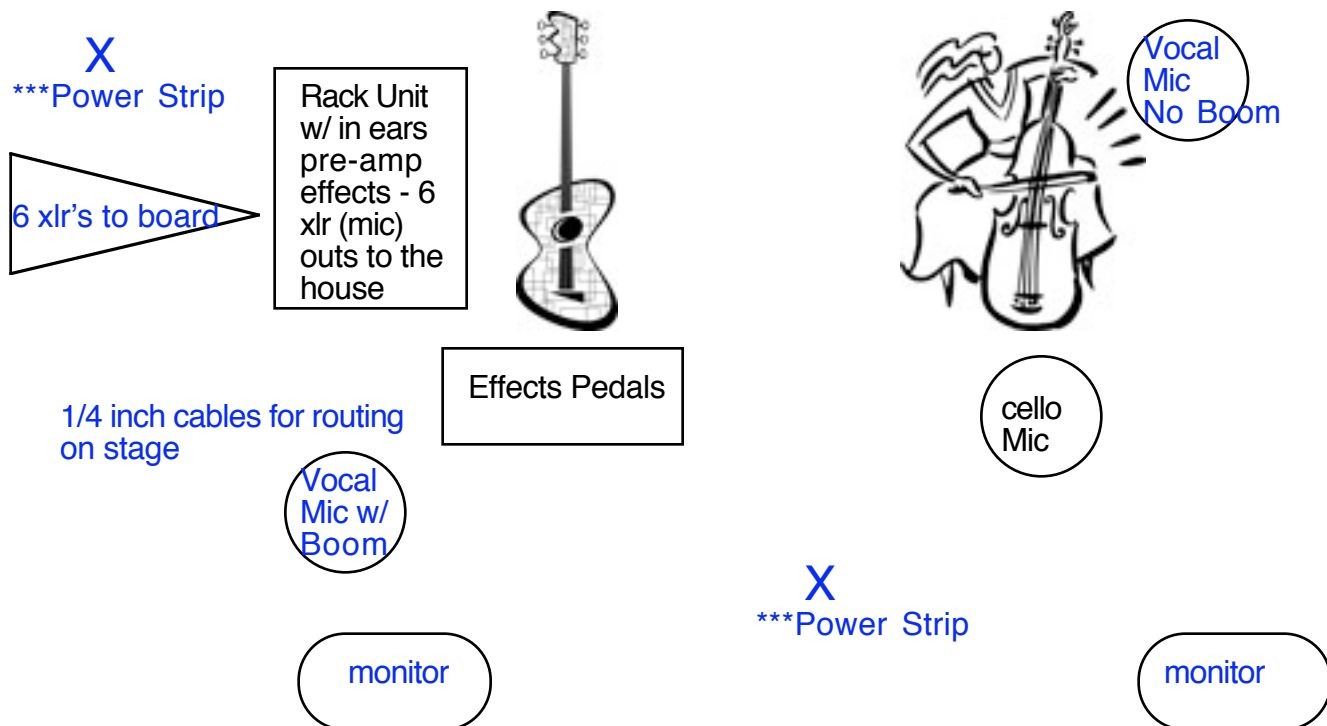 X
***Power Strip
6 xlr's to board
Rack Unit
w/ in ears
pre-amp
effects - 6
xlr (mic)
outs to the
house
Vocal
Mic
No Boom
Effects Pedals
cello
Mic
1/4 inch cables for routing
on stage
Vocal
Mic w/
Boom
X
***Power Strip
monitor
monitor